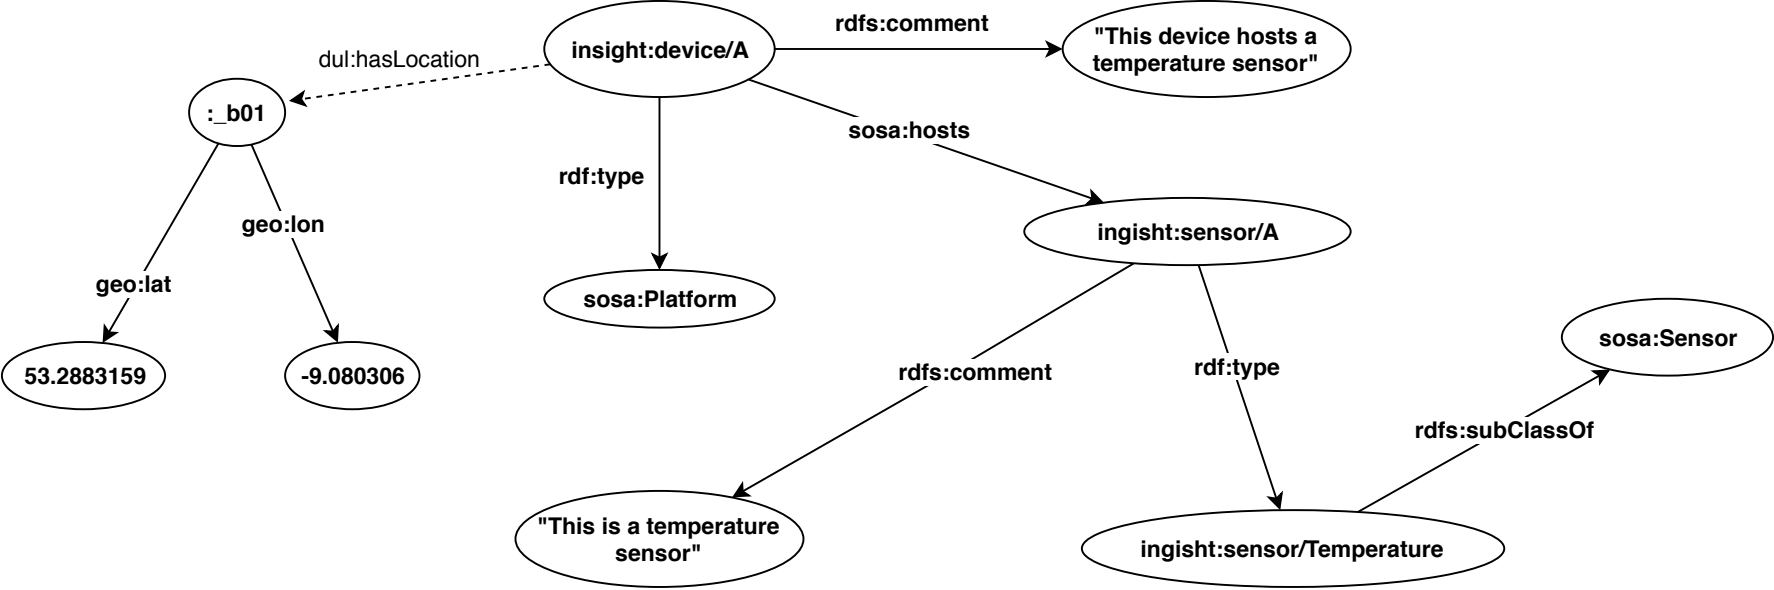 rdfs:comment
insight:device/A
"This device hosts a
temperature sensor"
dul:hasLocation
:_b01
sosa:hosts
rdf:type
geo:lon
ingisht:sensor/A
geo:lat
sosa:Platform
sosa:Sensor
53.2883159
-9.080306
rdfs:comment
rdf:type
rdfs:subClassOf
"This is a temperature
sensor"
ingisht:sensor/Temperature